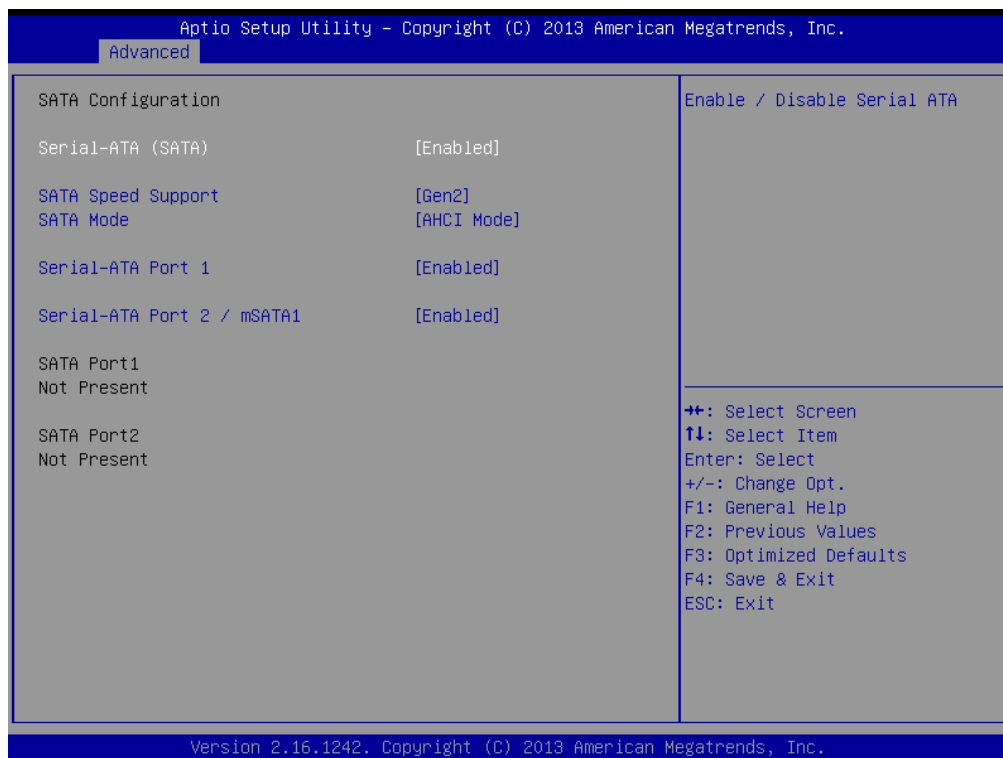 Aptio Setup Utility – Copyright (C) 2013 American Megatrends, Inc.
Advanced
SATA Configuration
Serial-ATA (SATA) [Enabled]
SATA Speed Support [Gen2]
SATA Mode [AHCI Mode]
Serial-ATA Port 1 [Enabled]
Serial-ATA Port 2 / mSATA1 [Enabled]
SATA Port1
Not Present
SATA Port2
Not Present
Enable / Disable Serial ATA
→←: Select Screen
↑↓: Select Item
Enter: Select
+/-: Change Opt.
F1: General Help
F2: Previous Values
F3: Optimized Defaults
F4: Save & Exit
ESC: Exit
Version 2.16.1242. Copyright (C) 2013 American Megatrends, Inc.